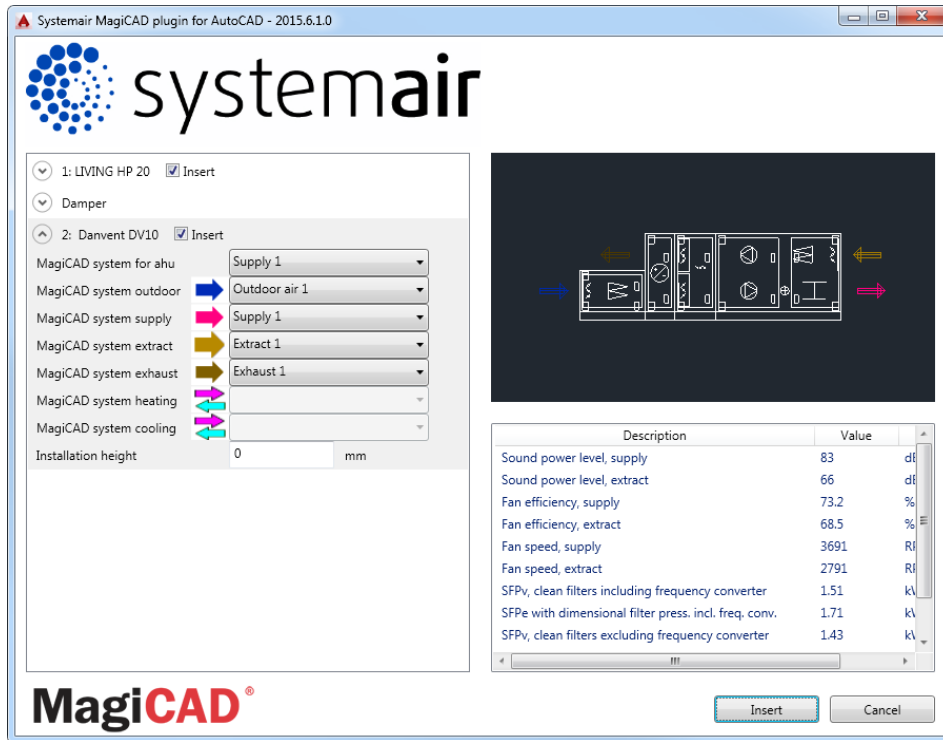 Systemair MagiCAD plugin for AutoCAD - 2015.6.1.0
systemair
1: LIVING HP 20 Insert
Damper
2: Danvent DV10 Insert
MagiCAD system for ahu Supply 1
MagiCAD system outdoor Outdoor air 1
MagiCAD system supply Supply 1
MagiCAD system extract Extract 1
MagiCAD system exhaust Exhaust 1
MagiCAD system heating
MagiCAD system cooling
Installation height 0 mm
Description Value
Sound power level, supply 83
Sound power level, extract 66
Fan efficiency, supply 73.2 %
Fan efficiency, extract 68.5 %
Fan speed, supply 3691
Fan speed, extract 2791
SFPv, clean filters including frequency converter 1.51
SFPe with dimensional filter press. incl. freq. conv. 1.71
SFPv, clean filters excluding frequency converter 1.43
MagiCAD®
Insert Cancel